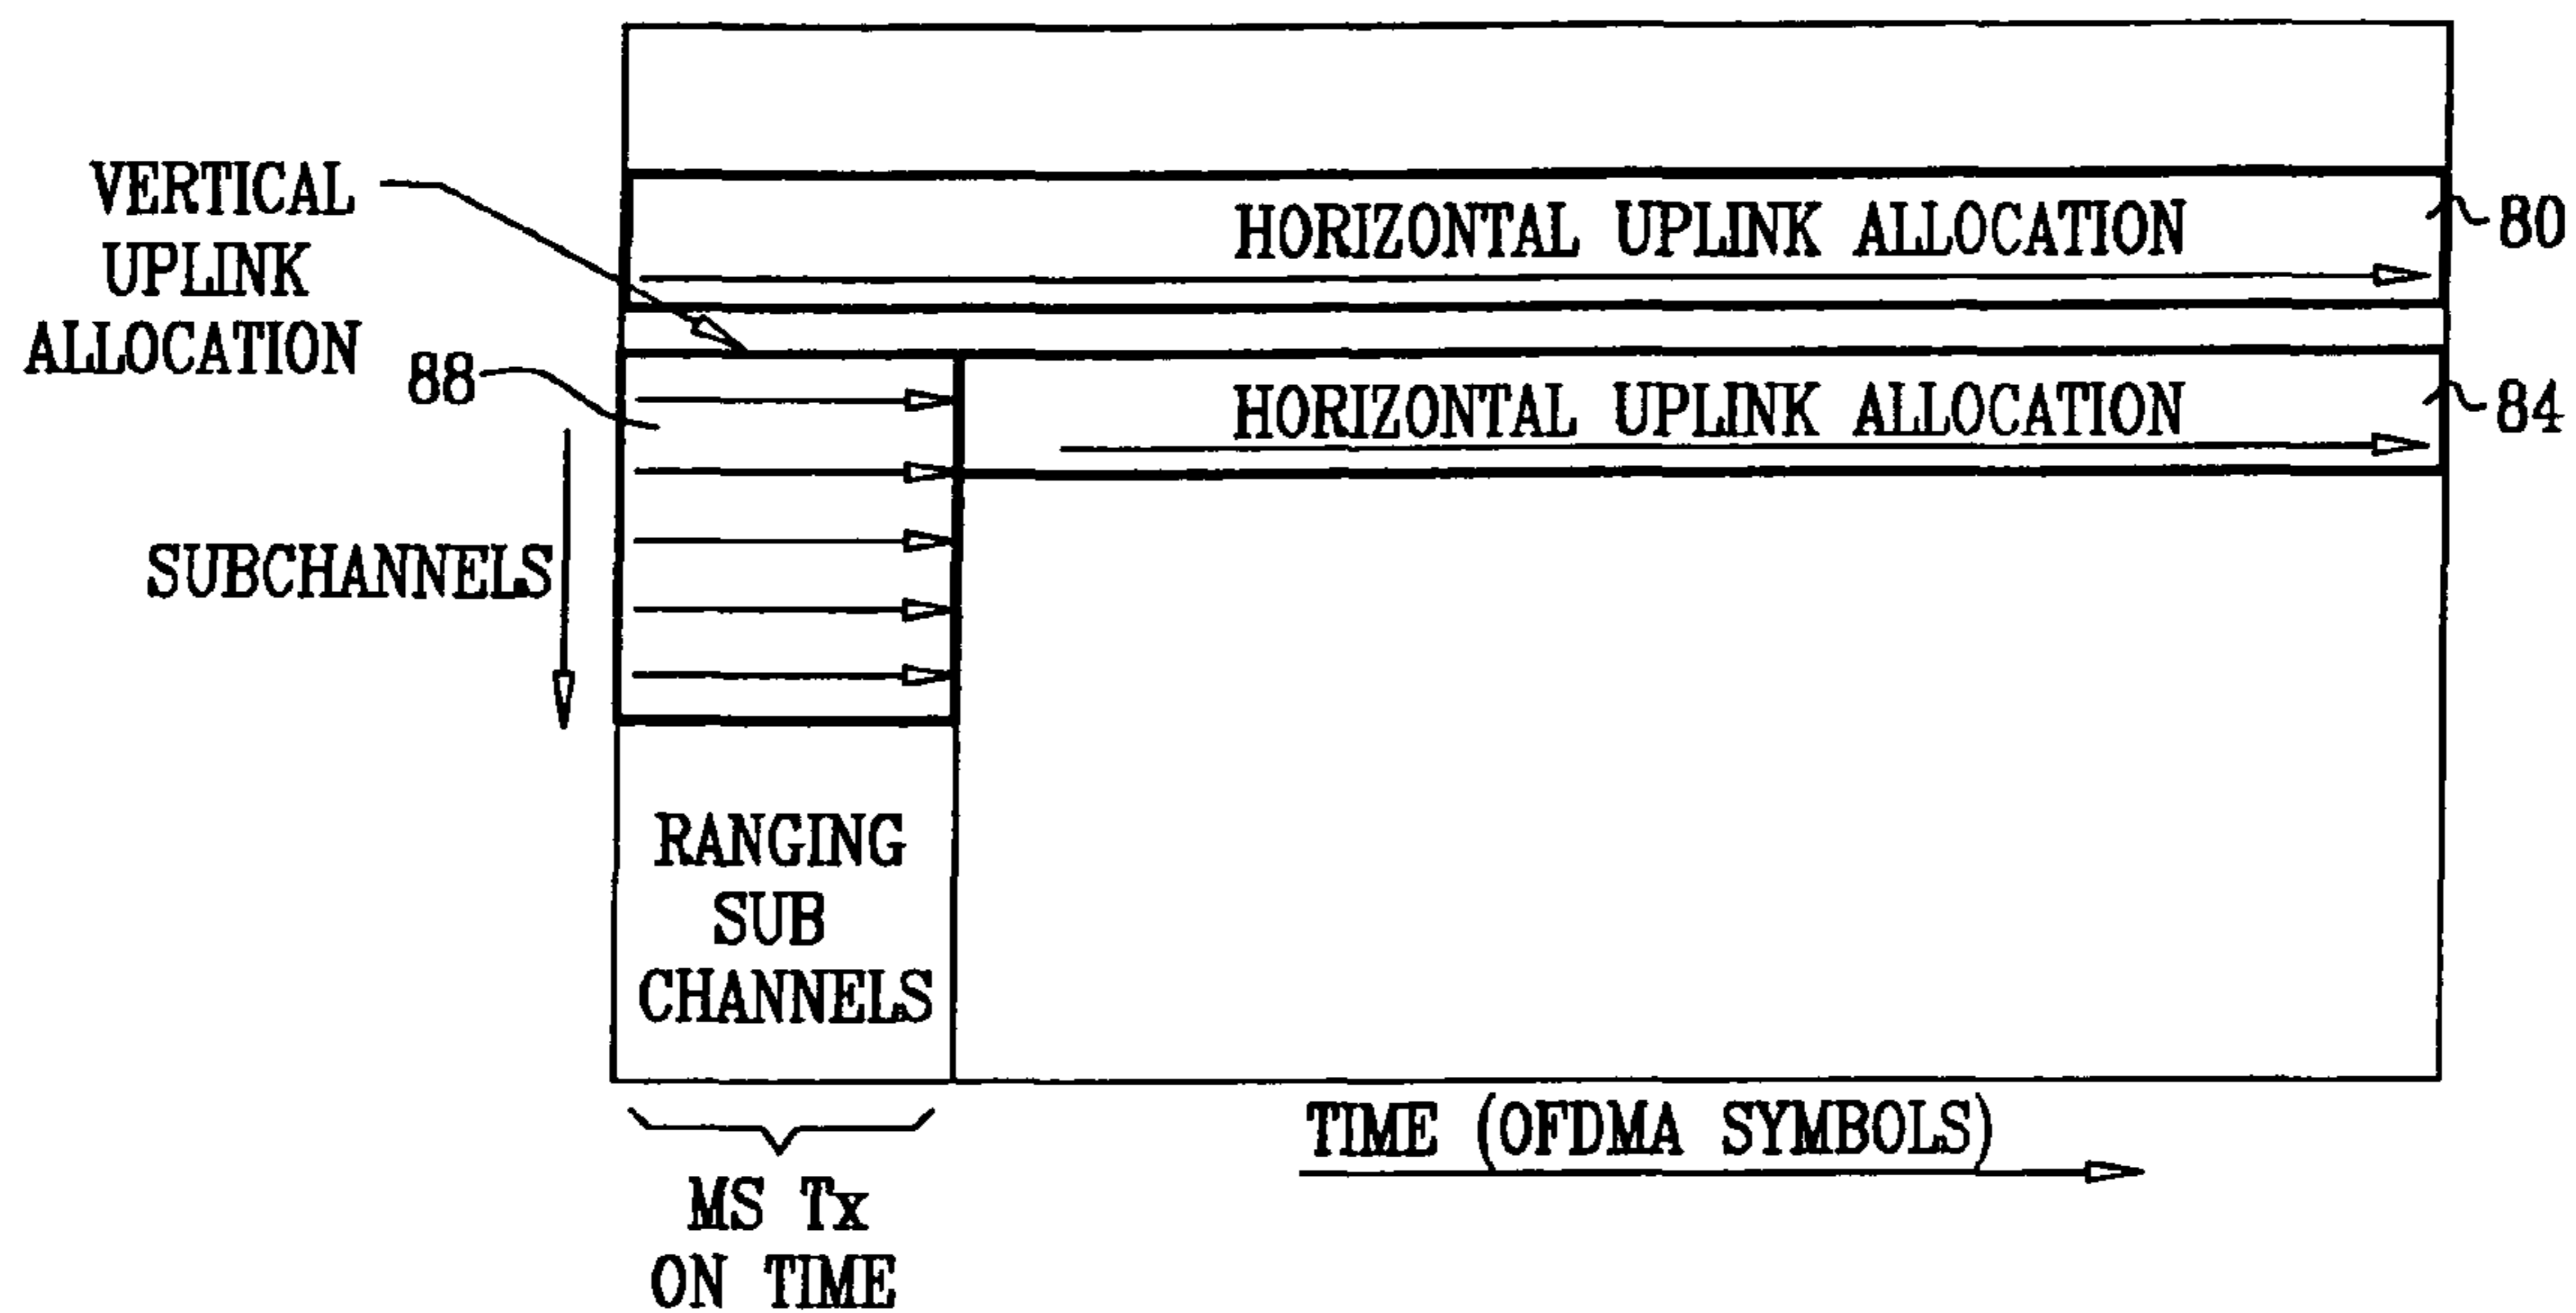 VERTICAL
UPLINK
ALLOCATION
HORIZONTAL UPLINK ALLOCATION
80
88
HORIZONTAL UPLINK ALLOCATION
84
SUBCHANNELS
RANGING
SUB
CHANNELS
TIME (OFDMA SYMBOLS)
MS Tx
ON TIME